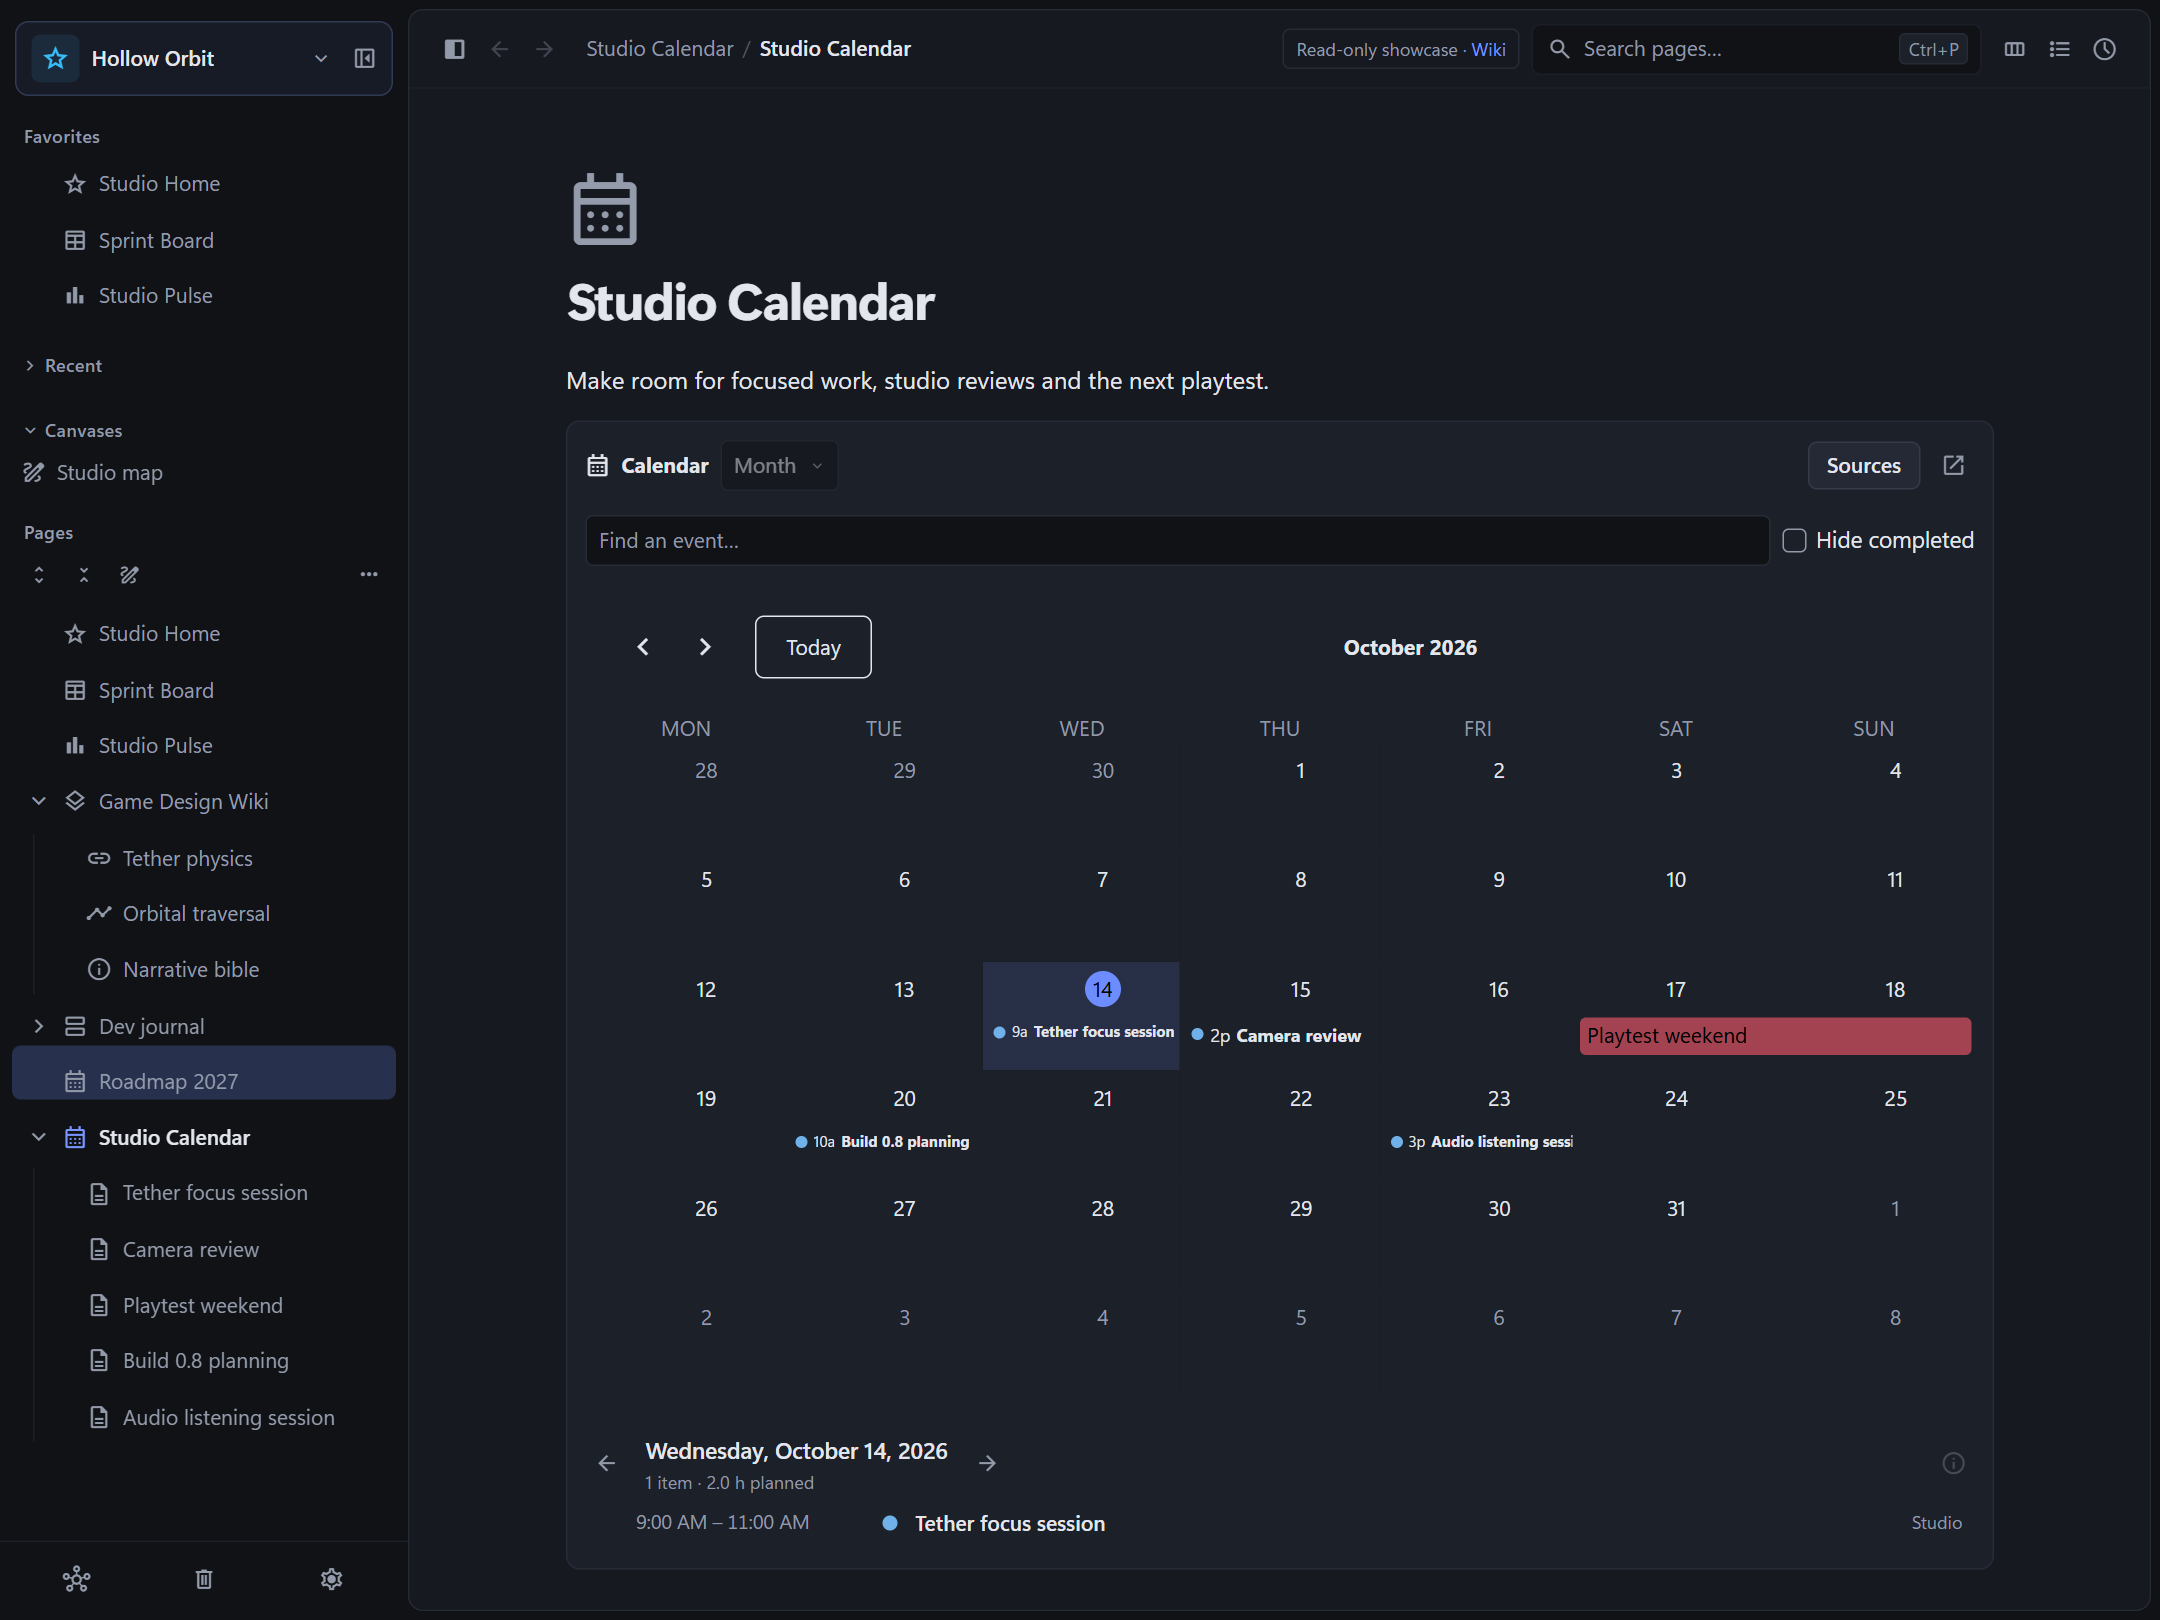 Hollow Orbit
Favorites
Studio Home
Sprint Board
Studio Pulse
Recent
Canvases
Studio map
Pages
Studio Home
Sprint Board
Studio Pulse
Game Design Wiki
Tether physics
Orbital traversal
Narrative bible
Dev journal
Roadmap 2027
Studio Calendar
Tether focus session
Camera review
Playtest weekend
Build 0.8 planning
Audio listening session
Studio Calendar / Studio Calendar
Read-only showcase · Wiki
Search pages... Ctrl+P
Studio Calendar
Make room for focused work, studio reviews and the next playtest.
Calendar Month Sources
Find an event... Hide completed
Today October 2026
MON TUE WED THU FRI SAT SUN
28 29 30 1 2 3 4
5 6 7 8 9 10 11
12 13 14 15 16 17 18
9a Tether focus session 2p Camera review Playtest weekend
19 20 21 22 23 24 25
10a Build 0.8 planning 3p Audio listening sessi
26 27 28 29 30 31 1
2 3 4 5 6 7 8
Wednesday, October 14, 2026
1 item · 2.0 h planned
9:00 AM – 11:00 AM Tether focus session Studio